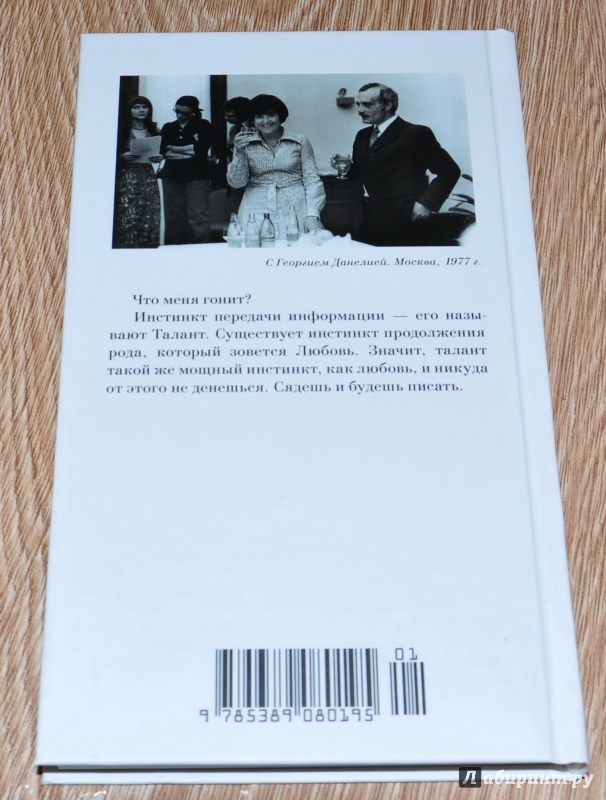 С Георгием Данелией. Москва, 1977 г.
Что меня гонит?
Инстинкт передачи информации — его назы-
вают Талант. Существует инстинкт продолжения
рода, который зовется Любовь. Значит, талант
такой же мощный инстинкт, как любовь, и никуда
от этого не денешься. Сядешь и будешь писать.
01
9 785389 080195
Лабиринт.ру